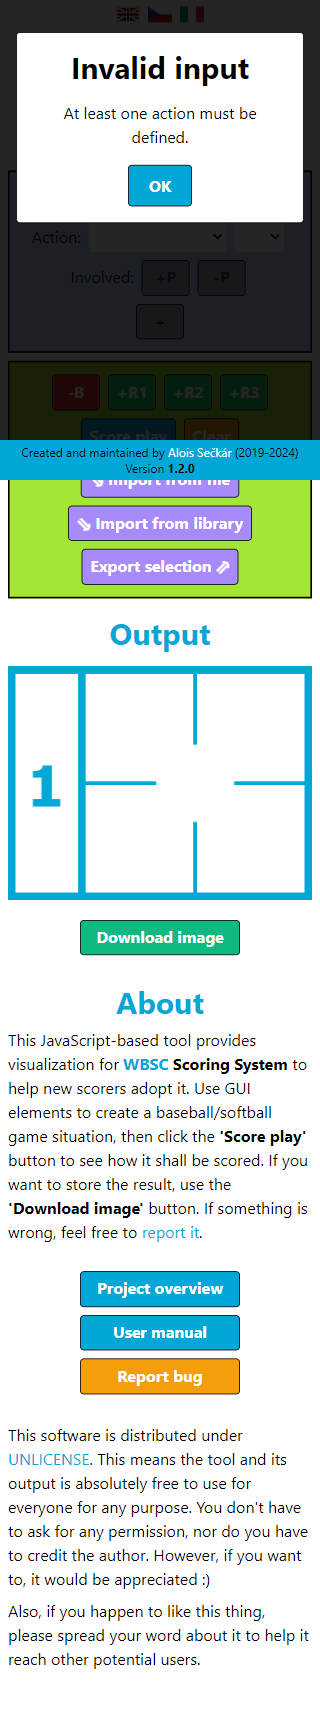 Invalid input
At least one action must be
defined.
OK
Action:
Involved: +P -P
+
-B +R1 +R2 +R3
Score play Clear
Created and maintained by Alois Sečkár (2019-2024)
Version 1.2.0
Import from file
Import from library
Export selection
Output
1
Download image
About
This JavaScript-based tool provides
visualization for WBSC Scoring System to
help new scorers adopt it. Use GUI
elements to create a baseball/softball
game situation, then click the 'Score play'
button to see how it shall be scored. If you
want to store the result, use the
'Download image' button. If something is
wrong, feel free to report it.
Project overview
User manual
Report bug
This software is distributed under
UNLICENSE. This means the tool and its
output is absolutely free to use for
everyone for any purpose. You don't have
to ask for any permission, nor do you have
to credit the author. However, if you want
to, it would be appreciated :)
Also, if you happen to like this thing,
please spread your word about it to help it
reach other potential users.